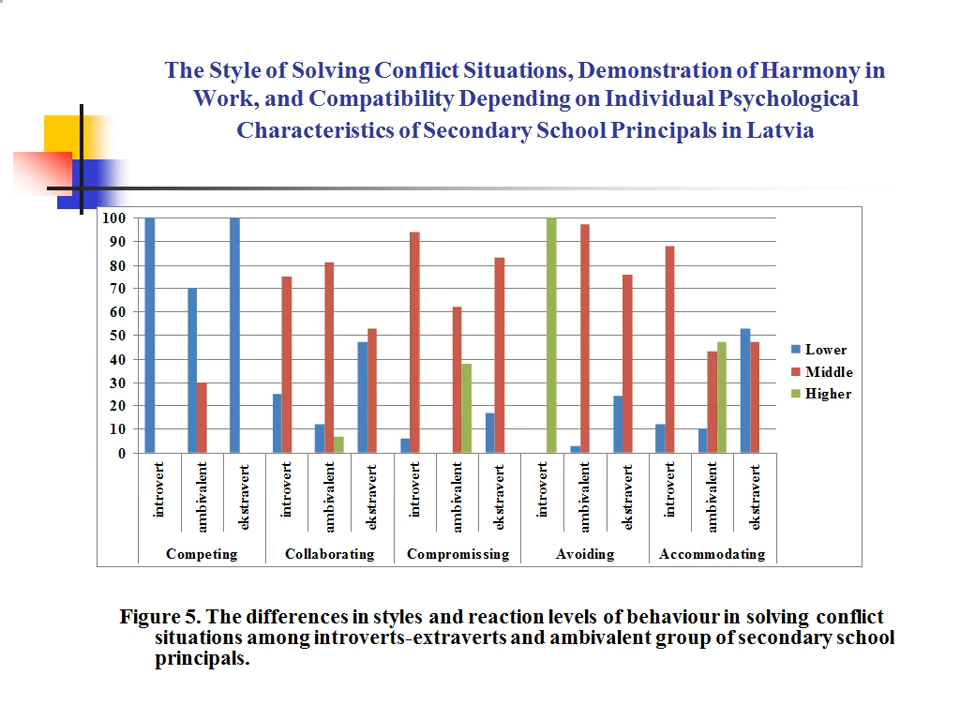 The Style of Solving Conflict Situations, Demonstration of Harmony in
Work, and Compatibility Depending on Individual Psychological
Characteristics of Secondary School Principals in Latvia
100
90
80
70
60
50
40
30
20
10
0
introvert
ambivalent
ekstravert
introvert
ambivalent
ekstravert
introvert
ambivalent
ekstravert
introvert
ambivalent
ekstravert
introvert
ambivalent
ekstravert
Competing
Collaborating
Compromissing
Avoiding
Accommodating
Lower
Middle
Higher
Figure 5. The differences in styles and reaction levels of behaviour in solving conflict
situations among introverts-extraverts and ambivalent group of secondary school
principals.